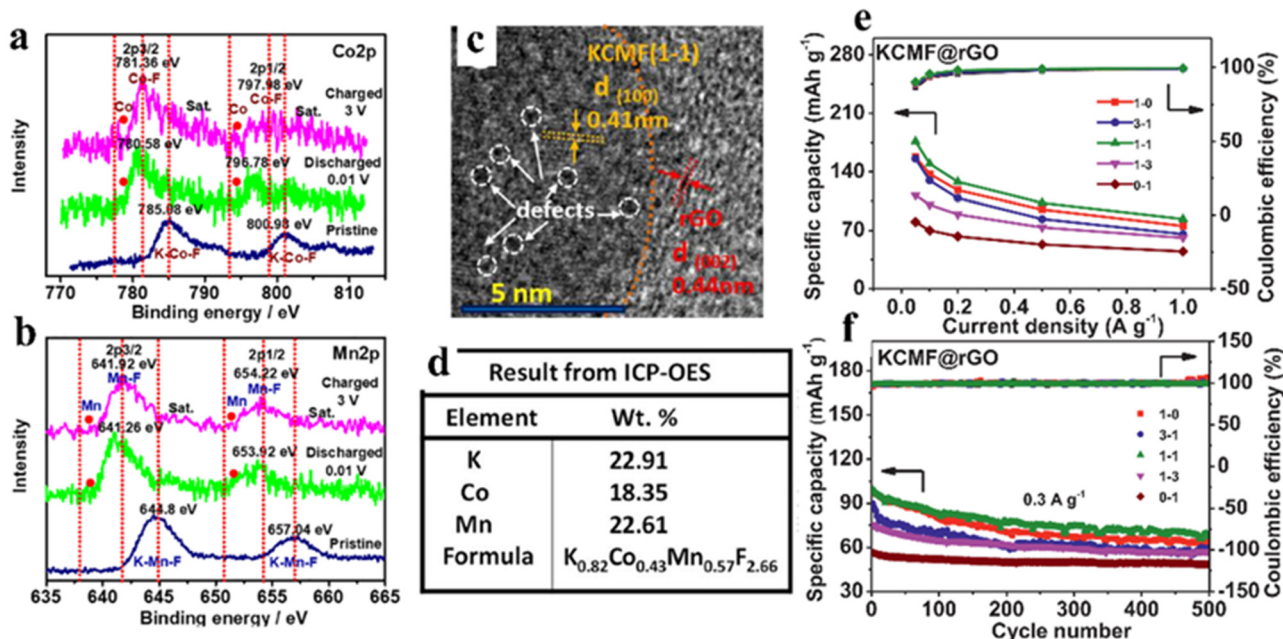 a
Co2p
2p3/2
781.36 eV
Co-F
2p1/2
797.98 eV
Co-F
Co
Co
Sat.
Sat.
Charged
3 V
780.58 eV
796.78 eV
Discharged
0.01 V
785.08 eV
800.98 eV
Pristine
K-Co-F
K-Co-F
Intensity
770 780 790 800 810
Binding energy / eV
b
Mn2p
2p3/2
641.92 eV
Mn-F
2p1/2
654.22 eV
Mn-F
Mn
Mn
Sat.
Sat.
Charged
3 V
641.26 eV
653.92 eV
Discharged
0.01 V
644.8 eV
657.04 eV
Pristine
K-Mn-F
K-Mn-F
Intensity
635 640 645 650 655 660 665
Binding energy / eV
c
KCMF(1-1)
d (100)
0.41nm
defects
rGO
d (002)
0.44nm
5 nm
d
Result from ICP-OES
Element Wt. %
K 22.91
Co 18.35
Mn 22.61
Formula K0.82Co0.43Mn0.57F2.66
e
KCMF@rGO
280
210
140
70
0
Specific capacity (mAh g-1)
100
50
0
-50
Coulombic efficiency (%)
1-0
3-1
1-1
1-3
0-1
0.0 0.2 0.4 0.6 0.8 1.0
Current density (A g-1)
f
KCMF@rGO
180
150
120
90
60
30
Specific capacity (mAh g-1)
150
100
50
0
-50
-100
-150
Coulombic efficiency (%)
1-0
3-1
1-1
1-3
0-1
0.3 A g-1
0 100 200 300 400 500
Cycle number